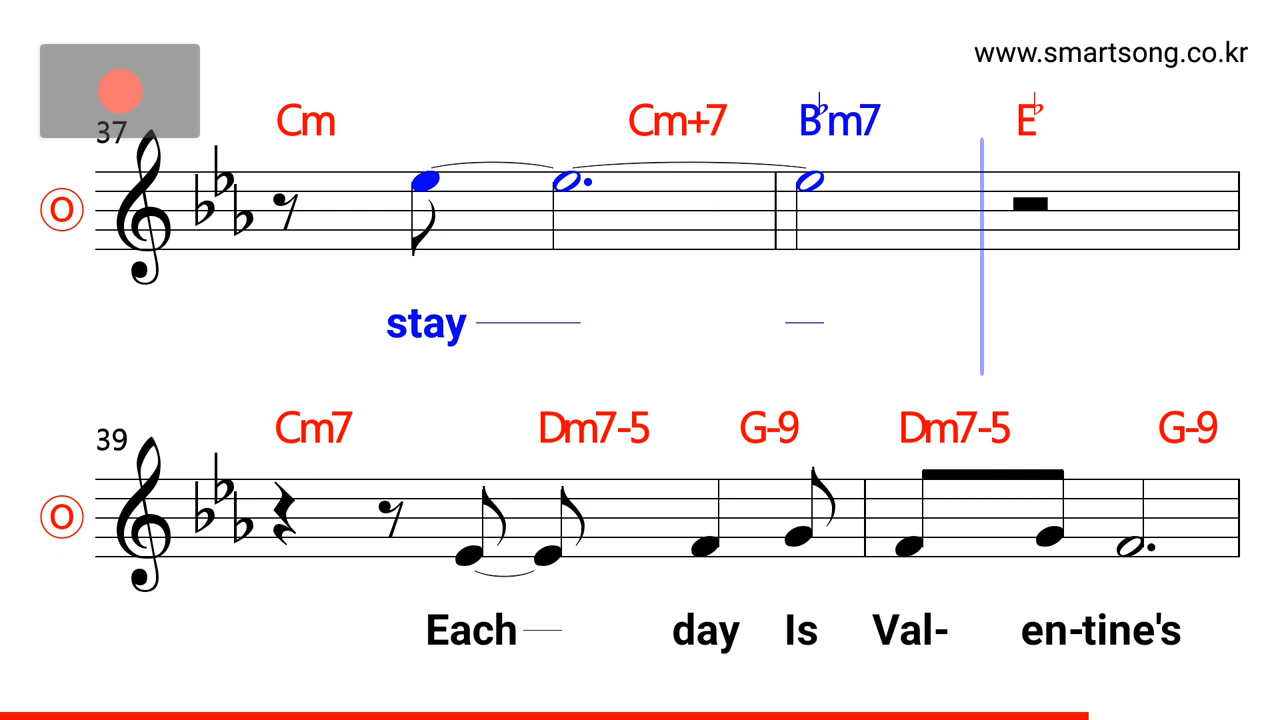 www.smartsong.co.kr
37 Cm Cm+7 B♭m7 E♭
O
stay
39 Cm7 Dm7-5 G-9 Dm7-5 G-9
O
Each day Is Val- en-tine's